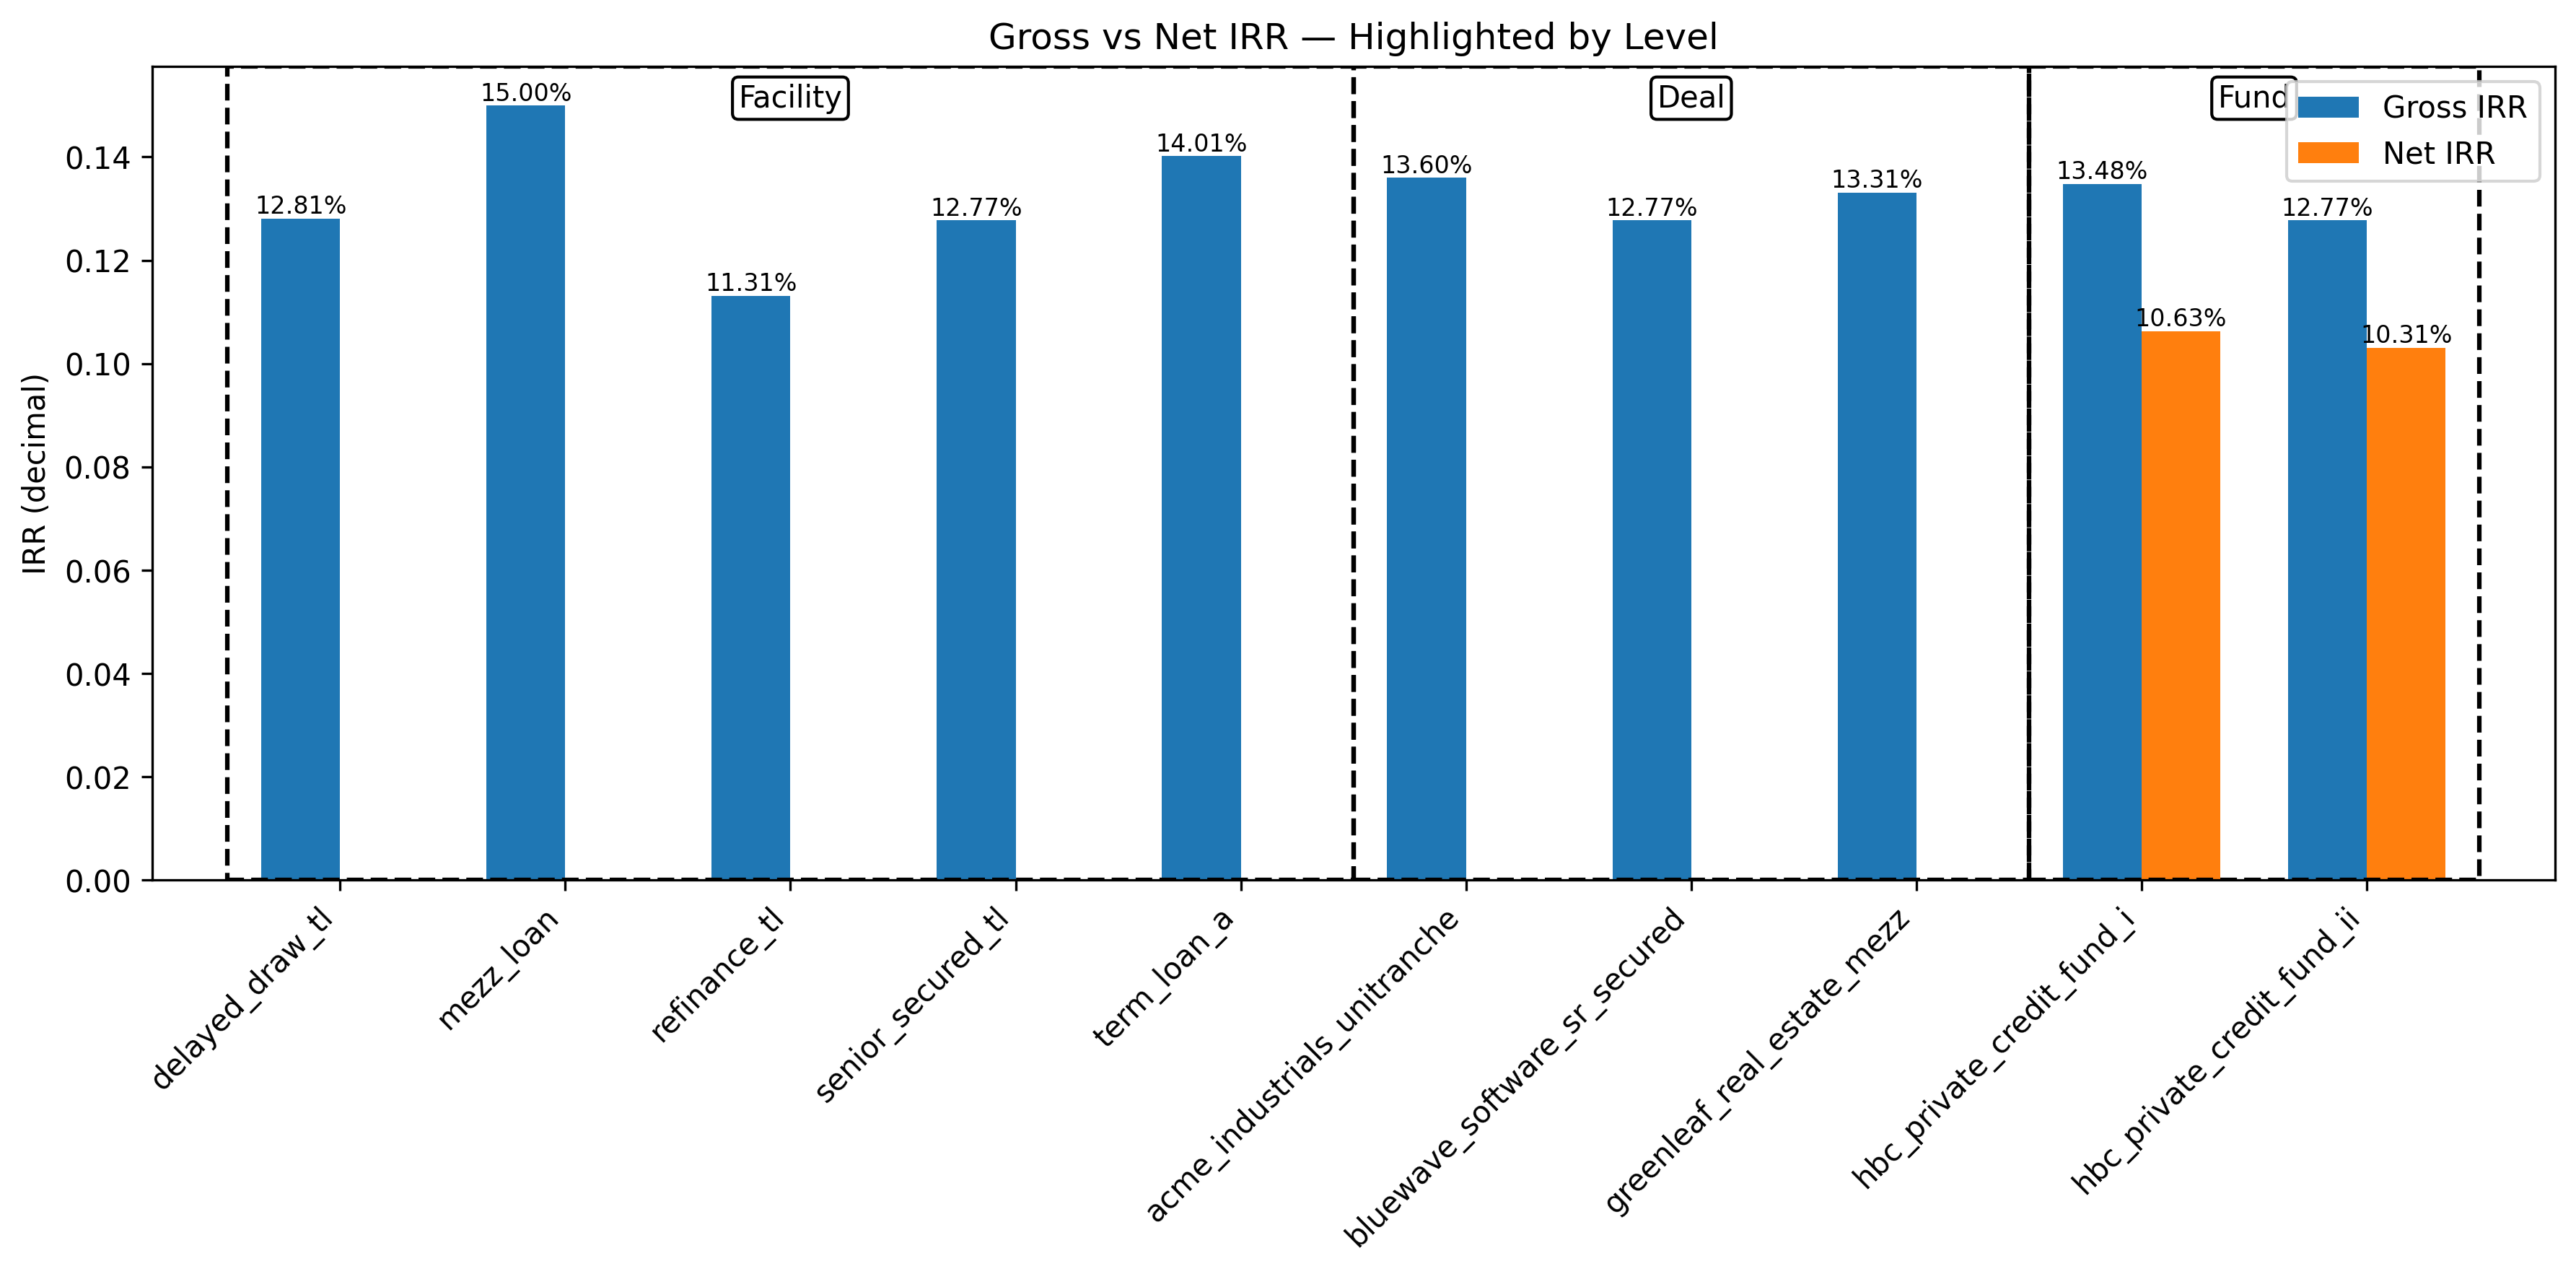 Gross vs Net IRR — Highlighted by Level
Facility
Deal
Fund
Gross IRR
Net IRR
IRR (decimal)
0.14
0.12
0.10
0.08
0.06
0.04
0.02
0.00
12.81%
15.00%
11.31%
12.77%
14.01%
13.60%
12.77%
13.31%
13.48%
10.63%
12.77%
10.31%
delayed_draw_tl
mezz_loan
refinance_tl
senior_secured_tl
term_loan_a
acme_industrials_unitranche
bluewave_software_sr_secured
greenleaf_real_estate_mezz
hbc_private_credit_fund_i
hbc_private_credit_fund_ii